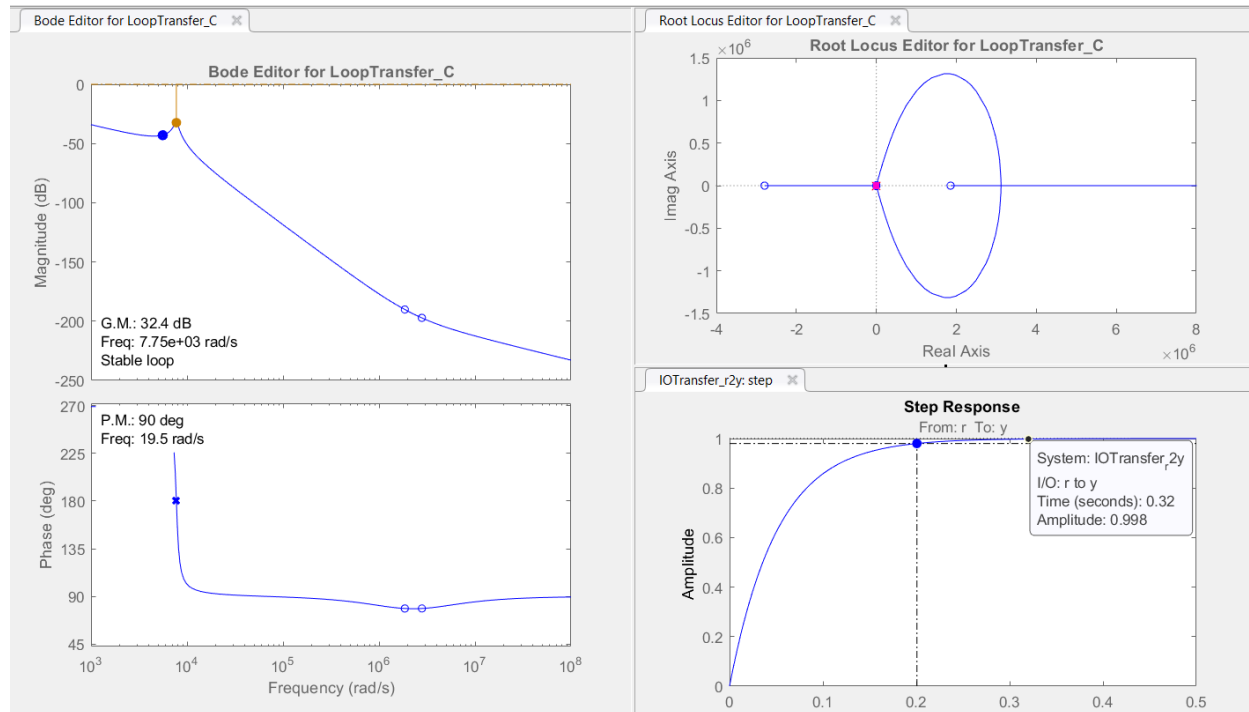 Bode Editor for LoopTransfer_C
Bode Editor for LoopTransfer_C
0
-50
-100
-150
-200
-250
Magnitude (dB)
G.M.: 32.4 dB
Freq: 7.75e+03 rad/s
Stable loop
270
225
180
135
90
45
Phase (deg)
P.M.: 90 deg
Freq: 19.5 rad/s
10^3
10^4
10^5
10^6
10^7
10^8
Frequency (rad/s)
Root Locus Editor for LoopTransfer_C
Root Locus Editor for LoopTransfer_C
×10^6
1.5
1
0.5
0
-0.5
-1
-1.5
Imag Axis
-4
-2
0
2
4
6
8
Real Axis
×10^6
IOTransfer_r2y: step
Step Response
From: r To: y
1
0.8
0.6
0.4
0.2
0
Amplitude
System: IOTransfer_r2y
I/O: r to y
Time (seconds): 0.32
Amplitude: 0.998
0
0.1
0.2
0.3
0.4
0.5